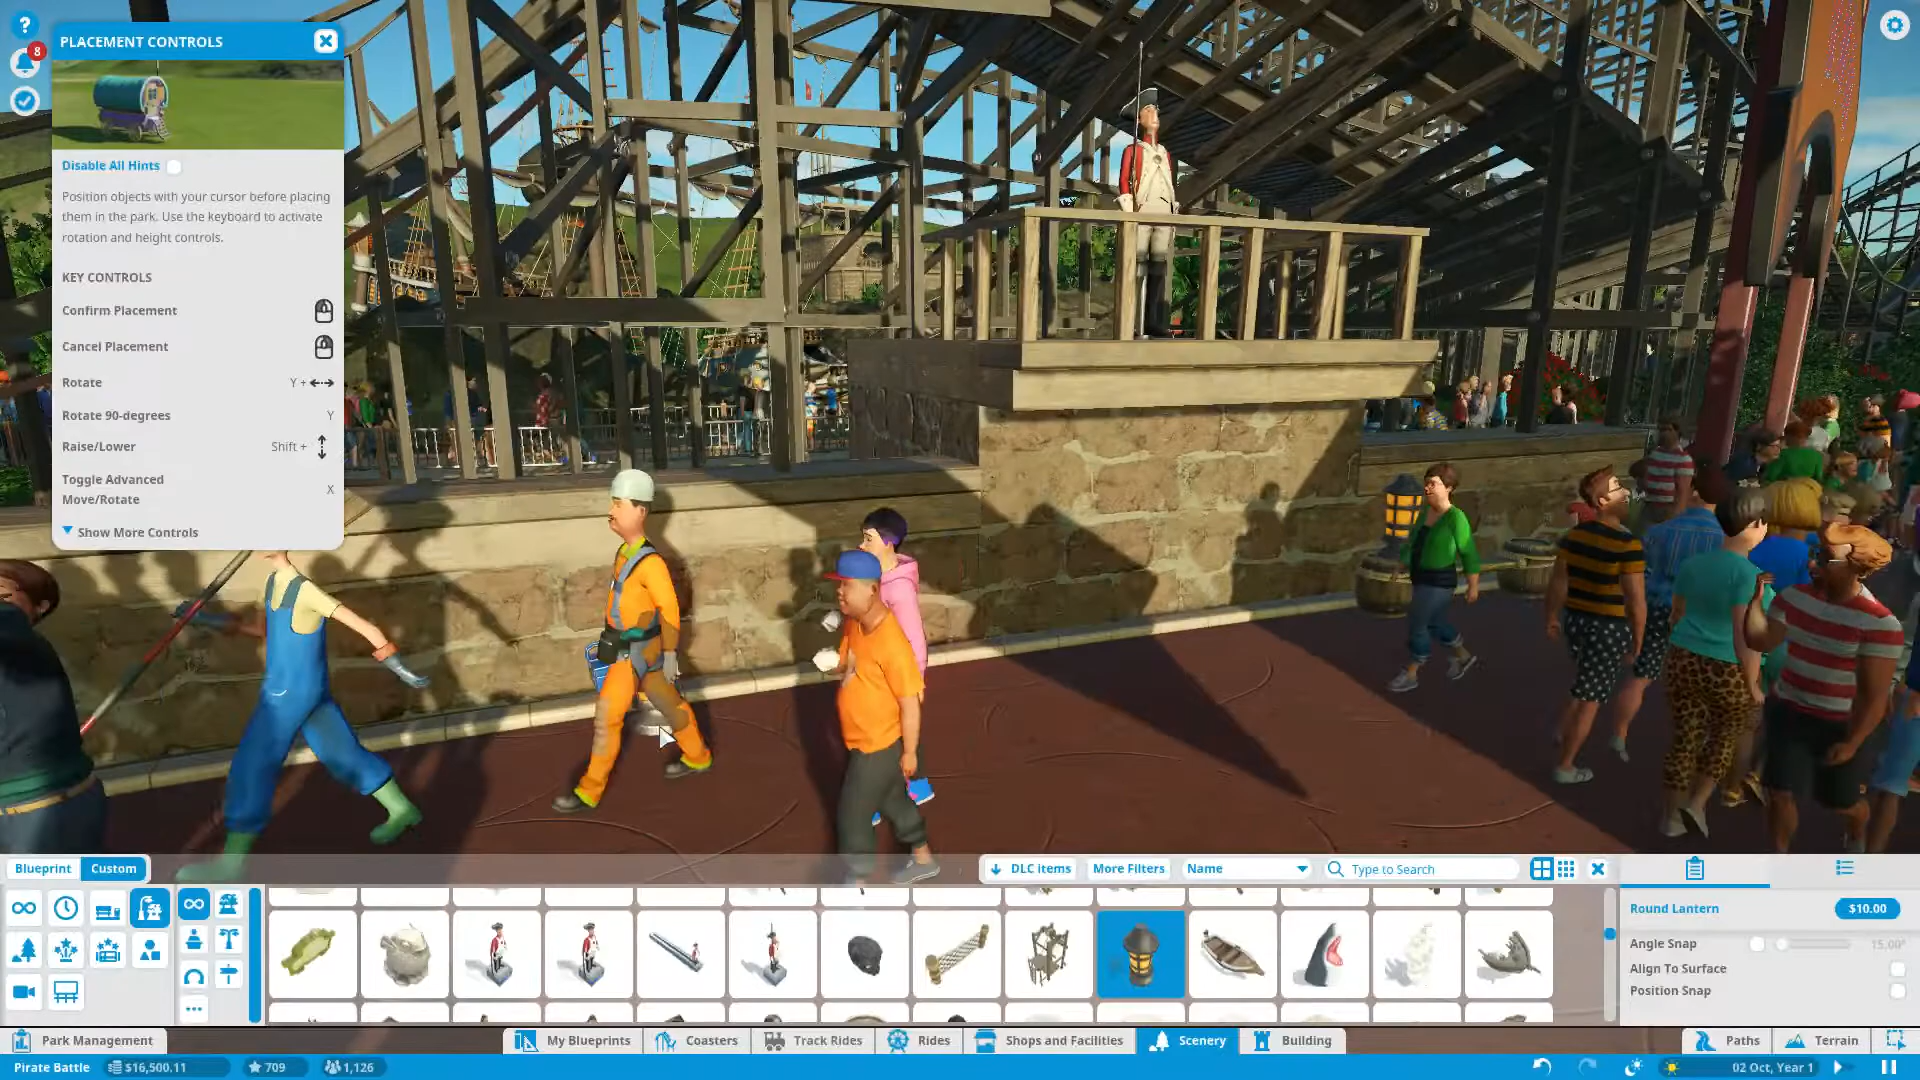 ?
8
PLACEMENT CONTROLS
Disable All Hints
Position objects with your cursor before placing
them in the park. Use the keyboard to activate
rotation and height controls.
KEY CONTROLS
Confirm Placement
Cancel Placement
Rotate Y +
Rotate 90-degrees Y
Raise/Lower Shift +
Toggle Advanced
Move/Rotate X
Show More Controls
Blueprint Custom
DLC items More Filters Name Type to Search
Round Lantern $10.00
Angle Snap 15.00°
Align To Surface
Position Snap
Park Management My Blueprints Coasters Track Rides Rides Shops and Facilities Scenery Building Paths Terrain
Pirate Battle $16,500.11 709 1,126 02 Oct, Year 1